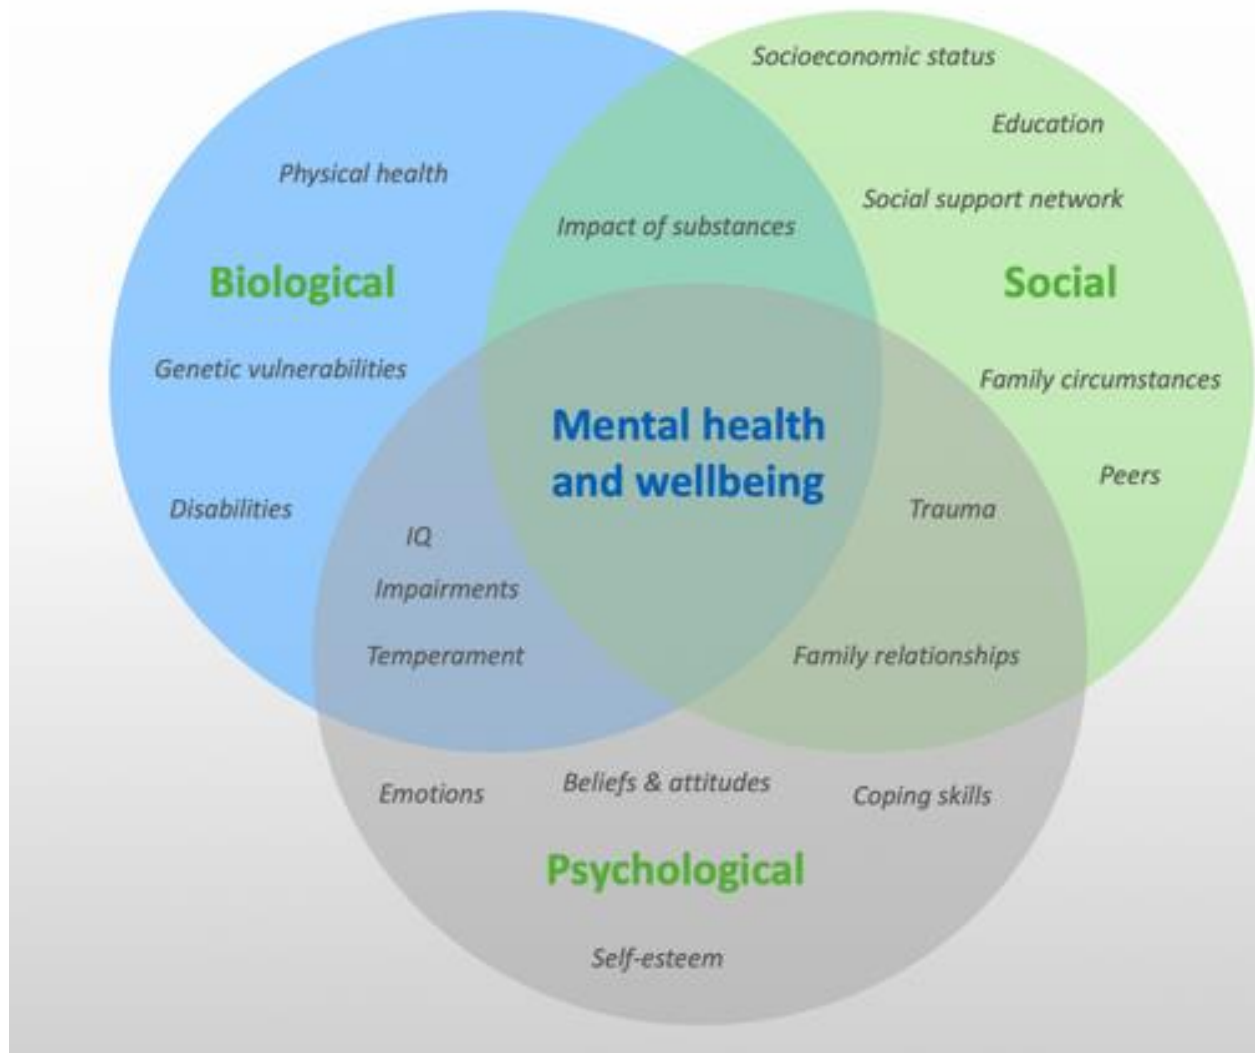 Socioeconomic status
Education
Physical health
Social support network
Impact of substances
Biological
Social
Genetic vulnerabilities
Family circumstances
Mental health
and wellbeing
Peers
Disabilities
Trauma
IQ
Impairments
Temperament
Family relationships
Emotions
Beliefs & attitudes
Coping skills
Psychological
Self-esteem